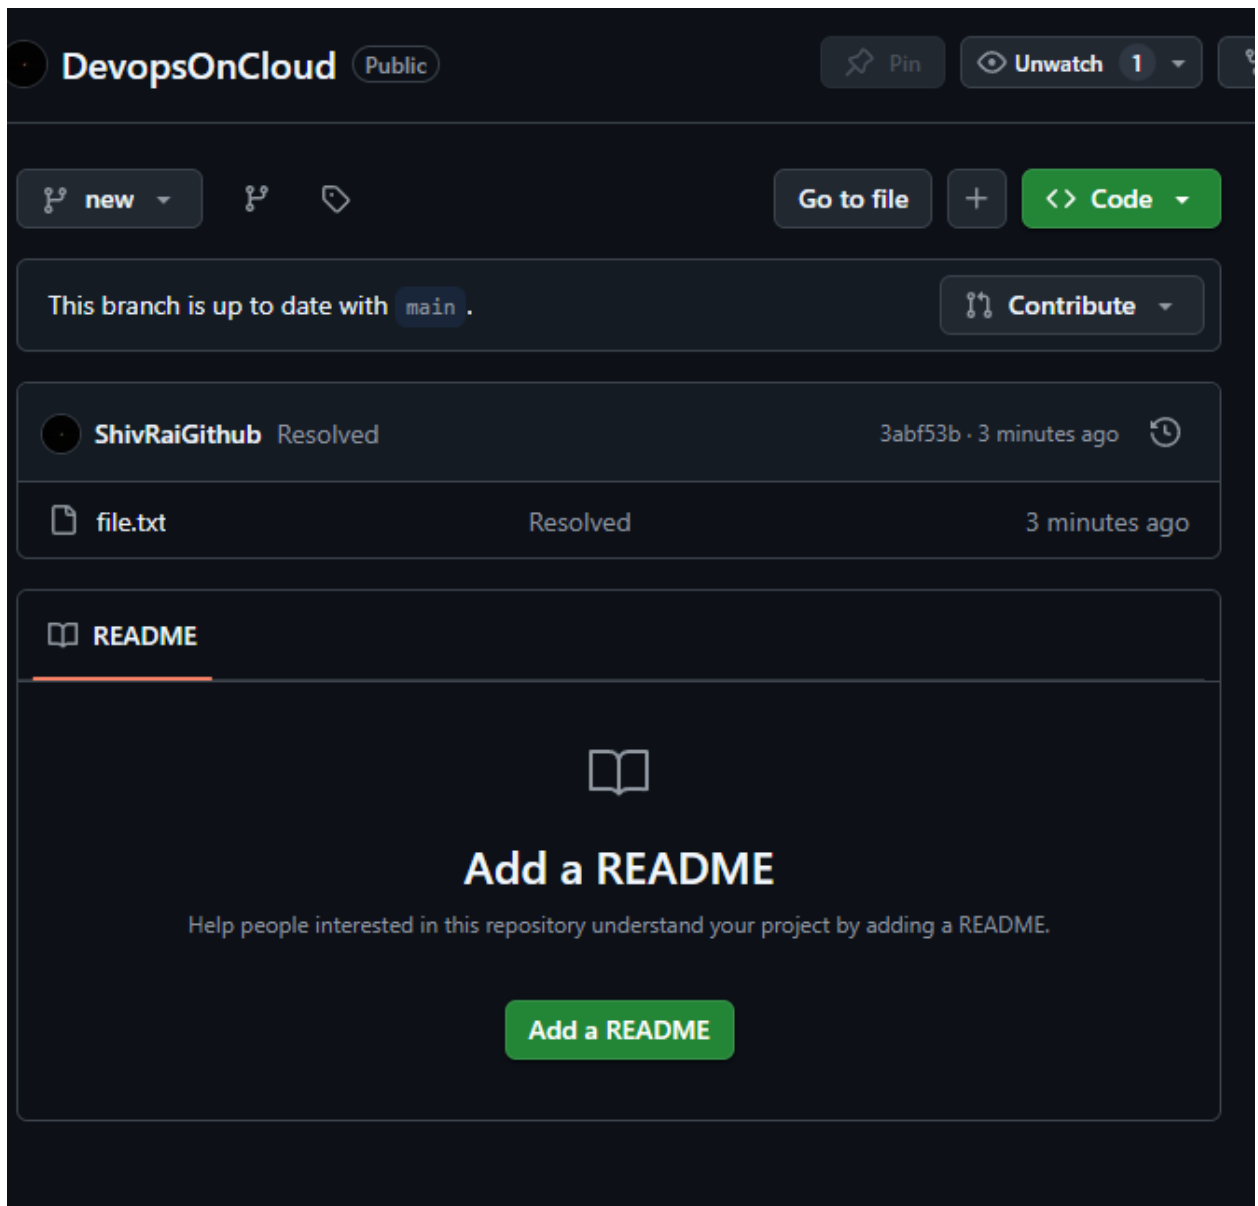 DevopsOnCloud Public Pin Unwatch 1
new Go to file + <> Code
This branch is up to date with main . Contribute
ShivRaiGithub Resolved 3abf53b · 3 minutes ago
file.txt Resolved 3 minutes ago
README
Add a README
Help people interested in this repository understand your project by adding a README.
Add a README